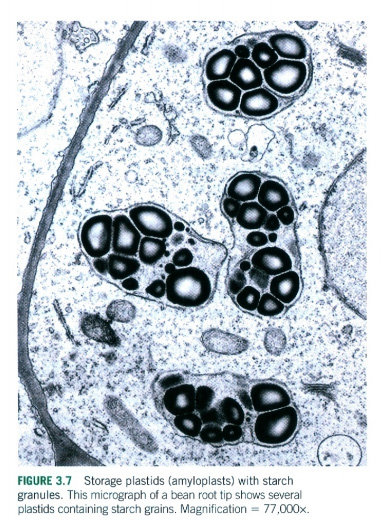 FIGURE 3.7 Storage plastids (amyloplasts) with starch
granules. This micrograph of a bean root tip shows several
plastids containing starch grains. Magnification = 77,000×.